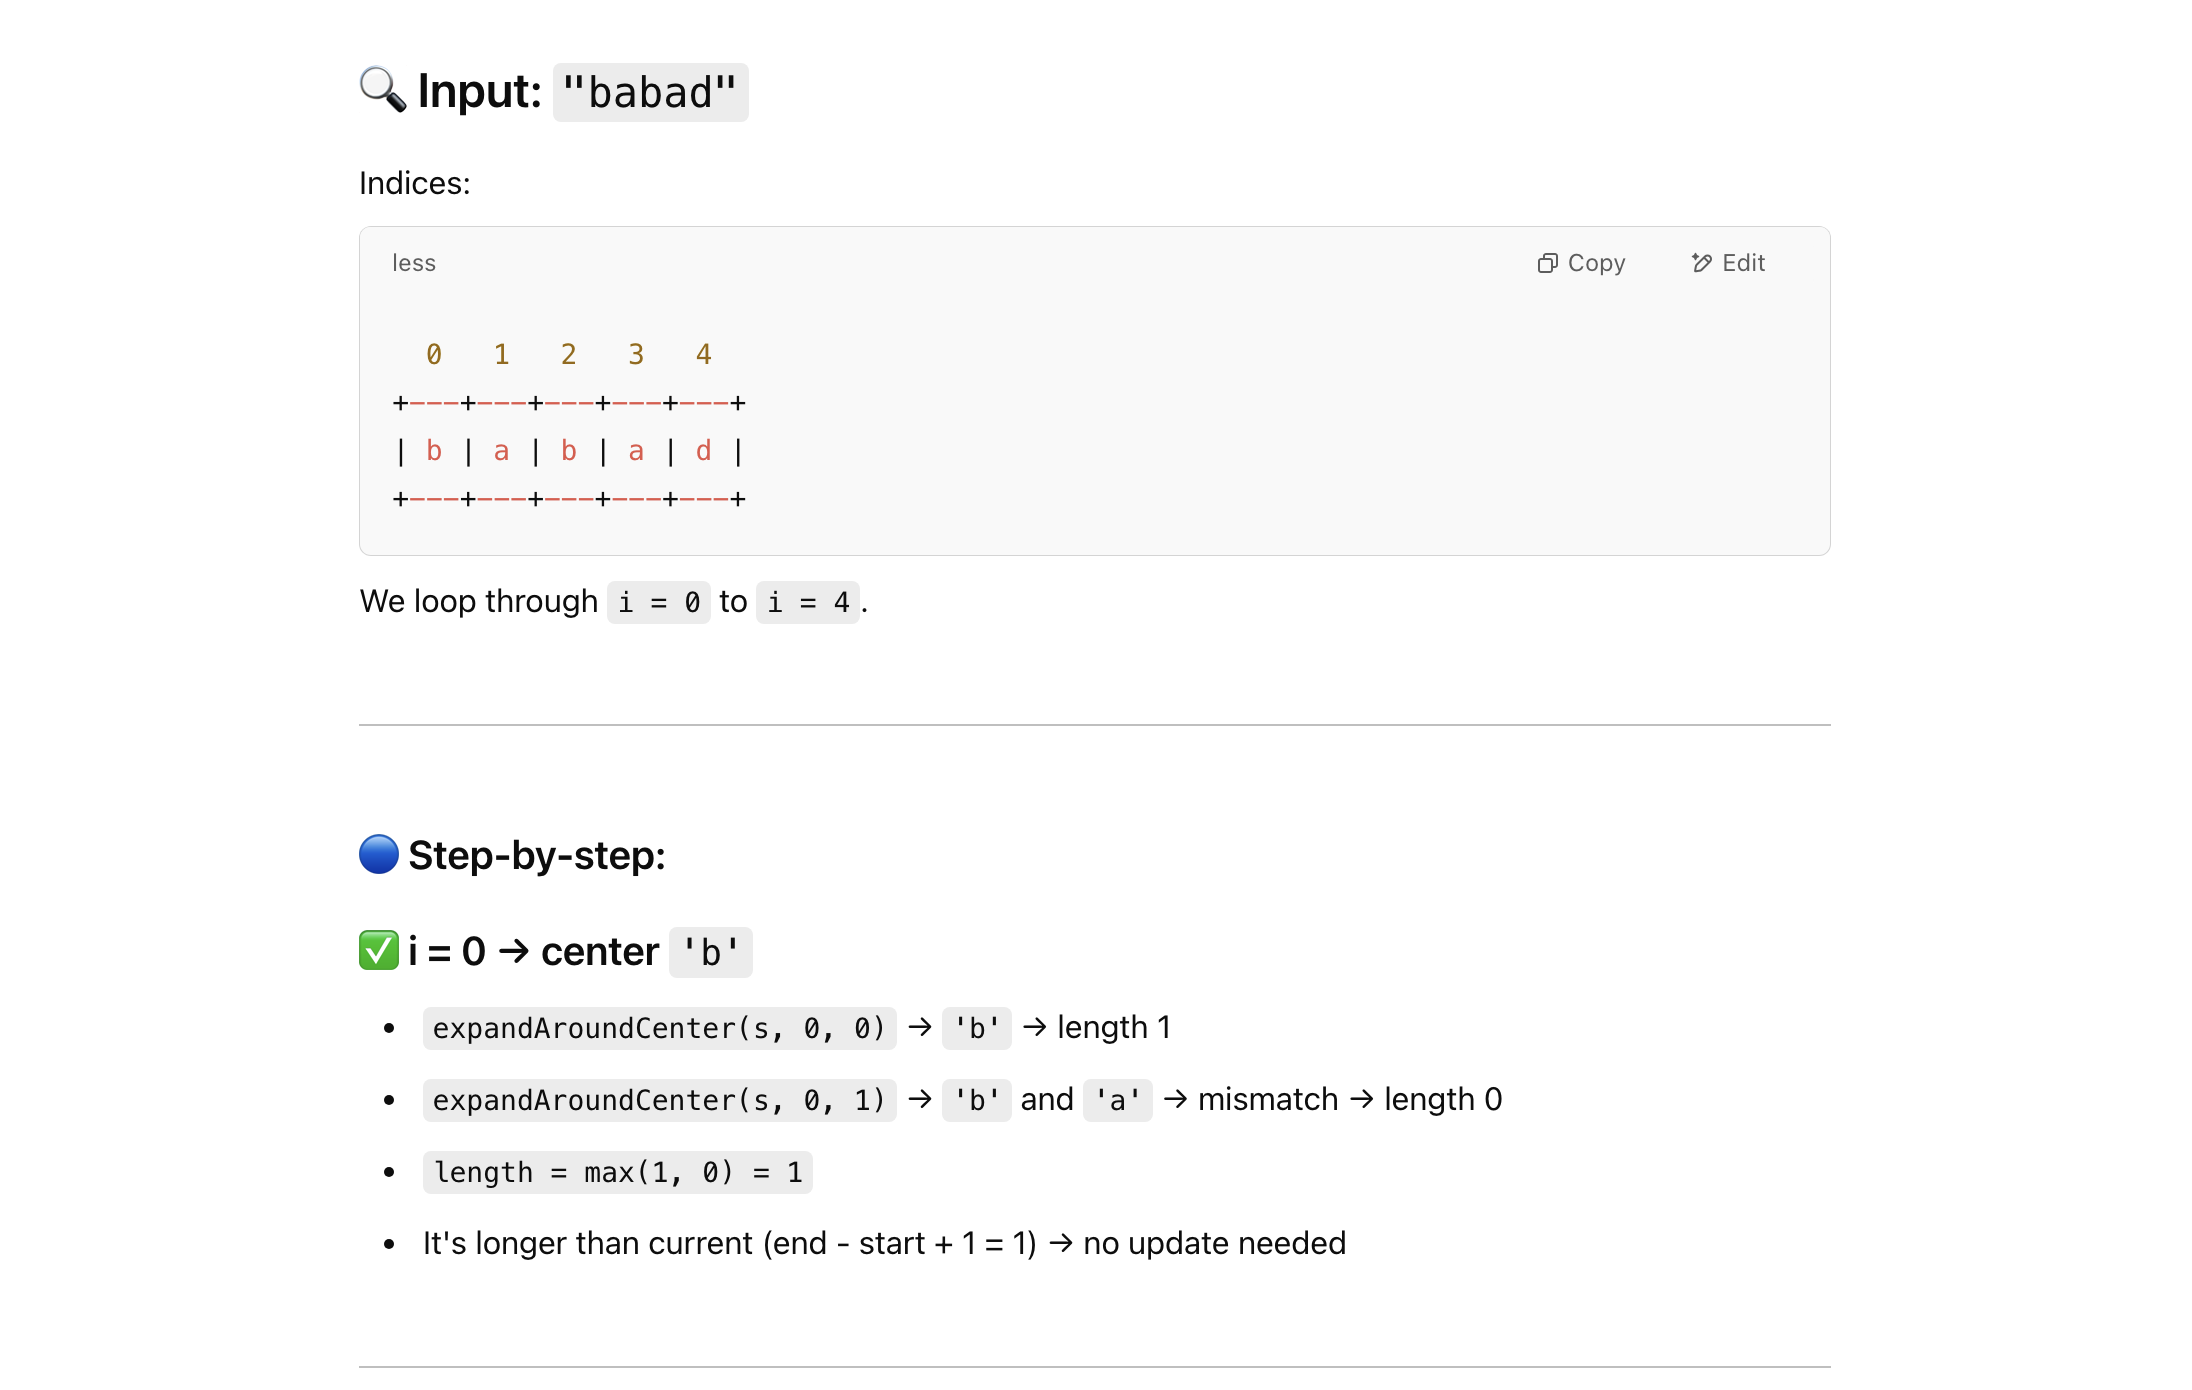 🔍 Input: "babad"
Indices:
less Copy Edit
0 1 2 3 4
+---+---+---+---+---+
| b | a | b | a | d |
+---+---+---+---+---+
We loop through i = 0 to i = 4.
🔵 Step-by-step:
✅ i = 0 → center 'b'
• expandAroundCenter(s, 0, 0) → 'b' → length 1
• expandAroundCenter(s, 0, 1) → 'b' and 'a' → mismatch → length 0
• length = max(1, 0) = 1
• It's longer than current (end - start + 1 = 1) → no update needed